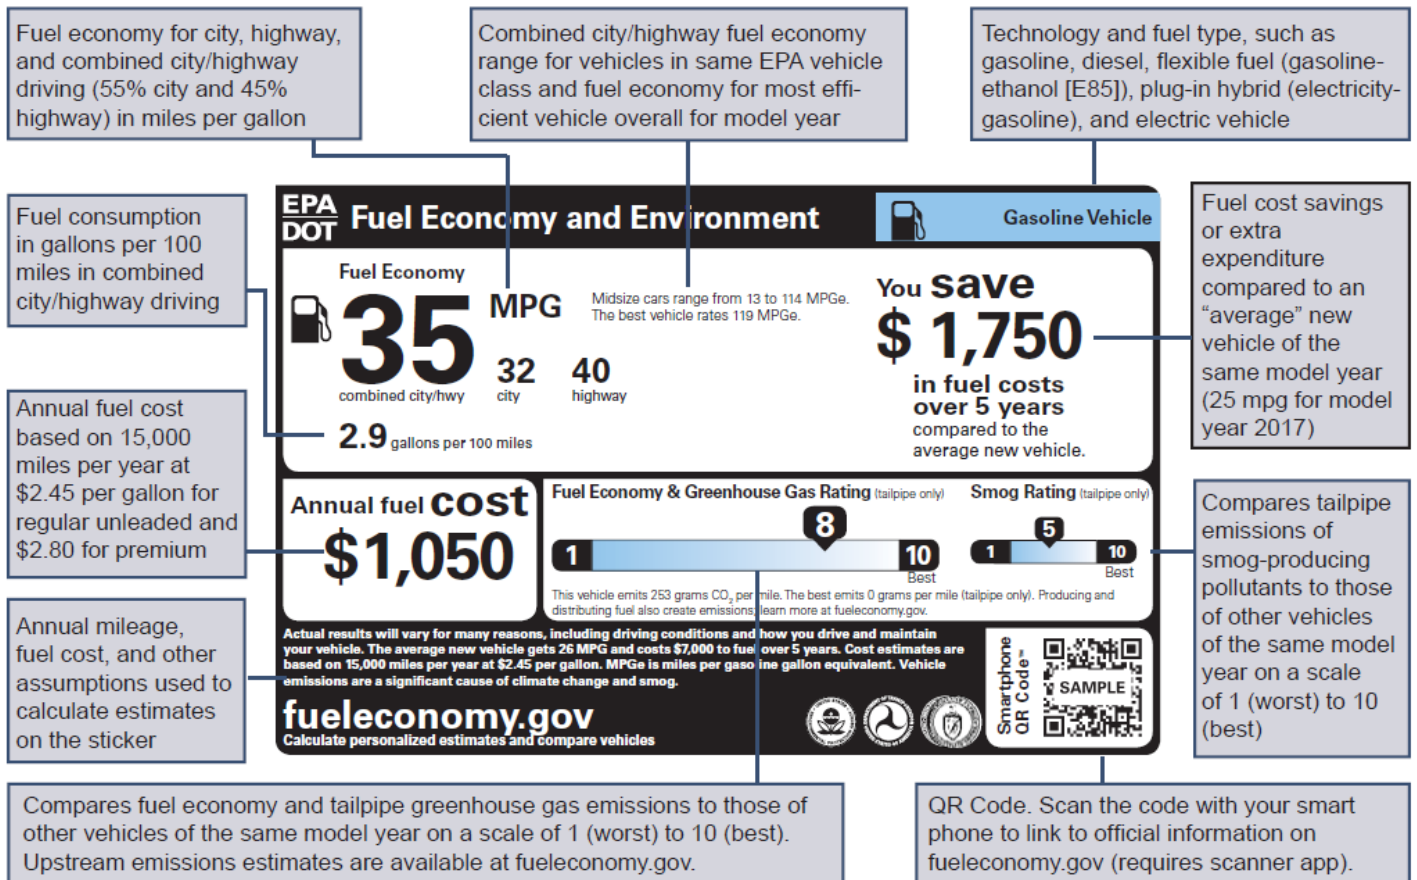 Fuel economy for city, highway,
and combined city/highway
driving (55% city and 45%
highway) in miles per gallon
Combined city/highway fuel economy
range for vehicles in same EPA vehicle
class and fuel economy for most effi-
cient vehicle overall for model year
Technology and fuel type, such as
gasoline, diesel, flexible fuel (gasoline-
ethanol [E85]), plug-in hybrid (electricity-
gasoline), and electric vehicle
Fuel consumption
in gallons per 100
miles in combined
city/highway driving
Annual fuel cost
based on 15,000
miles per year at
$2.45 per gallon for
regular unleaded and
$2.80 for premium
Annual mileage,
fuel cost, and other
assumptions used to
calculate estimates
on the sticker
EPA
DOT
Fuel Economy and Environment
Gasoline Vehicle
Fuel Economy
35
MPG
combined city/hwy
32
city
40
highway
2.9 gallons per 100 miles
Midsize cars range from 13 to 114 MPGe.
The best vehicle rates 119 MPGe.
You save
$ 1,750
in fuel costs
over 5 years
compared to the
average new vehicle.
Annual fuel cost
$1,050
Fuel Economy & Greenhouse Gas Rating (tailpipe only)
1
8
10
Best
Smog Rating (tailpipe only)
1
5
10
Best
This vehicle emits 253 grams CO₂ per mile. The best emits 0 grams per mile (tailpipe only). Producing and
distributing fuel also create emissions; learn more at fueleconomy.gov.
Actual results will vary for many reasons, including driving conditions and how you drive and maintain
your vehicle. The average new vehicle gets 26 MPG and costs $7,000 to fuel over 5 years. Cost estimates are
based on 15,000 miles per year at $2.45 per gallon. MPGe is miles per gasoline gallon equivalent. Vehicle
emissions are a significant cause of climate change and smog.
fueleconomy.gov
Calculate personalized estimates and compare vehicles
Smartphone
QR Code™
SAMPLE
Fuel cost savings
or extra
expenditure
compared to an
“average” new
vehicle of the
same model year
(25 mpg for model
year 2017)
Compares tailpipe
emissions of
smog-producing
pollutants to those
of other vehicles
of the same model
year on a scale
of 1 (worst) to 10
(best)
Compares fuel economy and tailpipe greenhouse gas emissions to those of
other vehicles of the same model year on a scale of 1 (worst) to 10 (best).
Upstream emissions estimates are available at fueleconomy.gov.
QR Code. Scan the code with your smart
phone to link to official information on
fueleconomy.gov (requires scanner app).